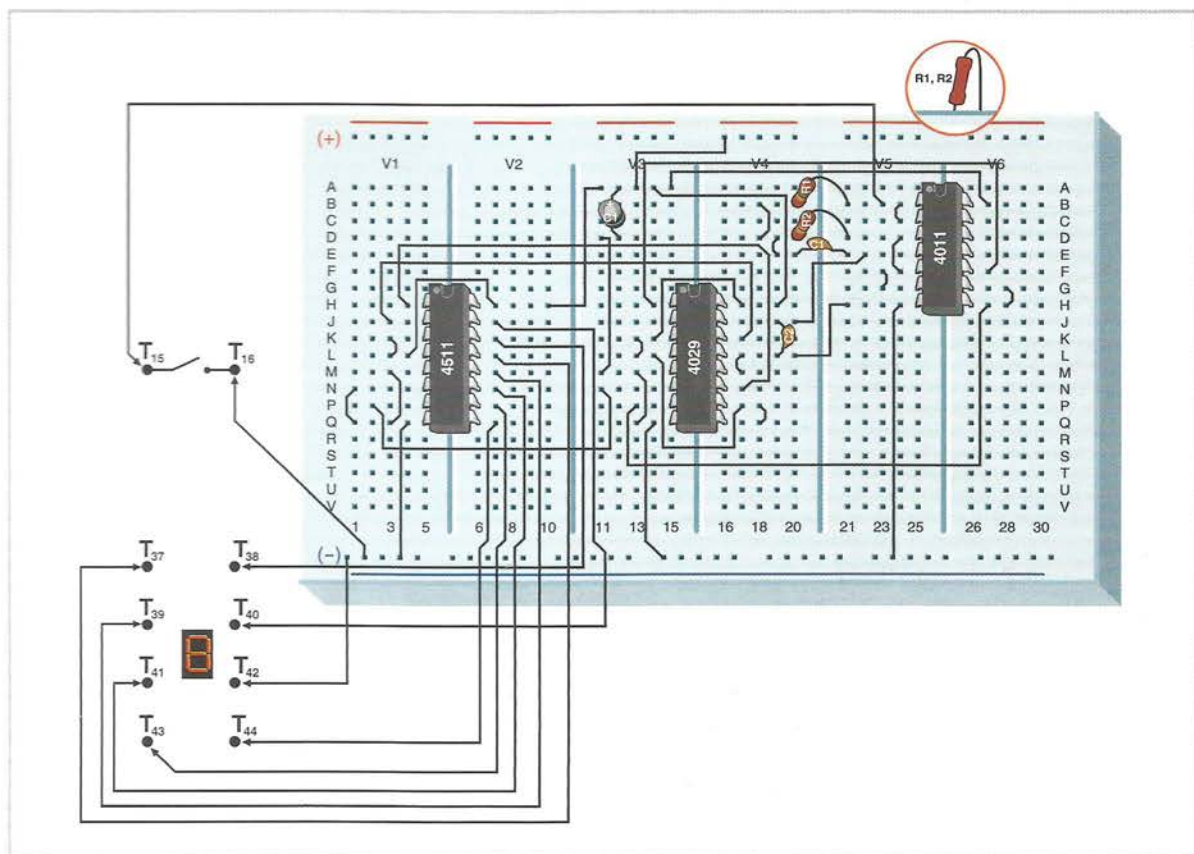 R1, R2
(+)
V1 V2 V3 V4 V5 V6
A A
B B
C C
D D
E E
F F
G G
H H
J J
K K
L L
M M
N N
P P
Q Q
R R
S S
T T
U U
V V
R1
R2
C1
C2
4511
4029
4011
1 3 5 6 8 10 11 13 15 16 18 20 21 23 25 26 28 30
(-)
T15 T16
T37 T38
T39 T40
T41 T42
T43 T44